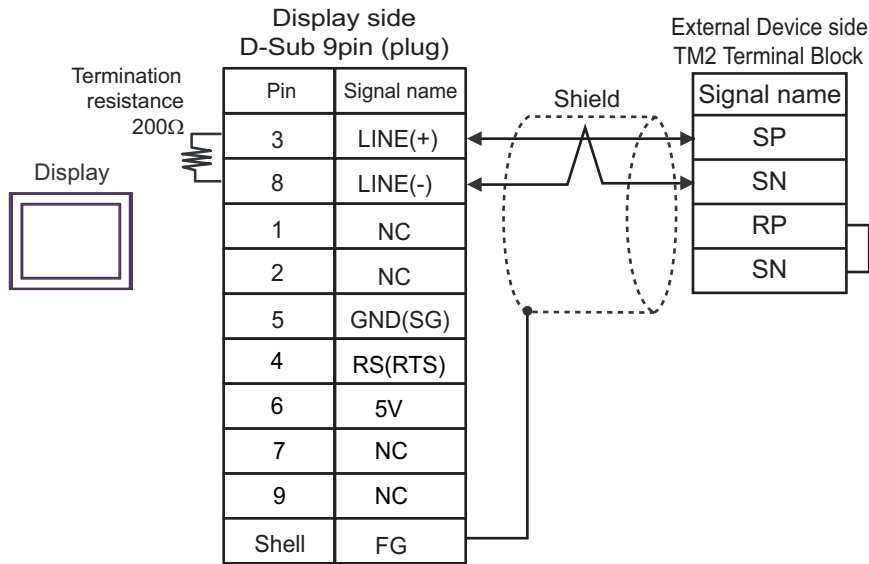 Display side
D-Sub 9pin (plug)
External Device side
TM2 Terminal Block
Termination
resistance
200Ω
Display
Shield
Pin Signal name
3 LINE(+)
8 LINE(-)
1 NC
2 NC
5 GND(SG)
4 RS(RTS)
6 5V
7 NC
9 NC
Shell FG
Signal name
SP
SN
RP
SN